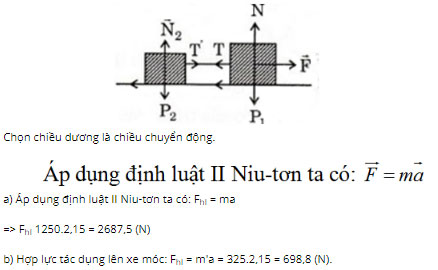 N
N₂
T' T
F
P₂
P₁
Chọn chiều dương là chiều chuyển động.
Áp dụng định luật II Niu-tơn ta có: F = ma
a) Áp dụng định luật II Niu-tơn ta có: Fhl = ma
=> Fhl 1250.2,15 = 2687,5 (N)
b) Hợp lực tác dụng lên xe móc: Fhl = m'a = 325.2,15 = 698,8 (N).